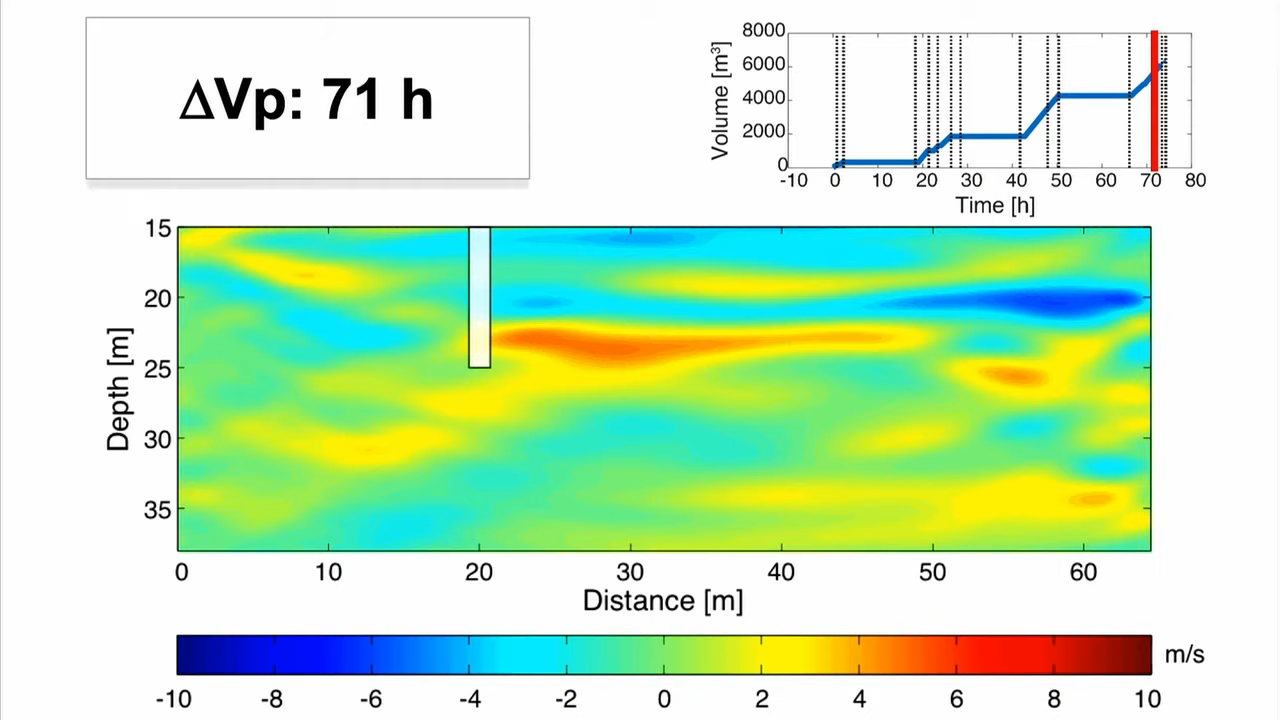 ΔVp: 71 h
Volume [m³]
8000
6000
4000
2000
0
-10 0 10 20 30 40 50 60 70 80
Time [h]
Depth [m]
15
20
25
30
35
0 10 20 30 40 50 60
Distance [m]
m/s
-10 -8 -6 -4 -2 0 2 4 6 8 10